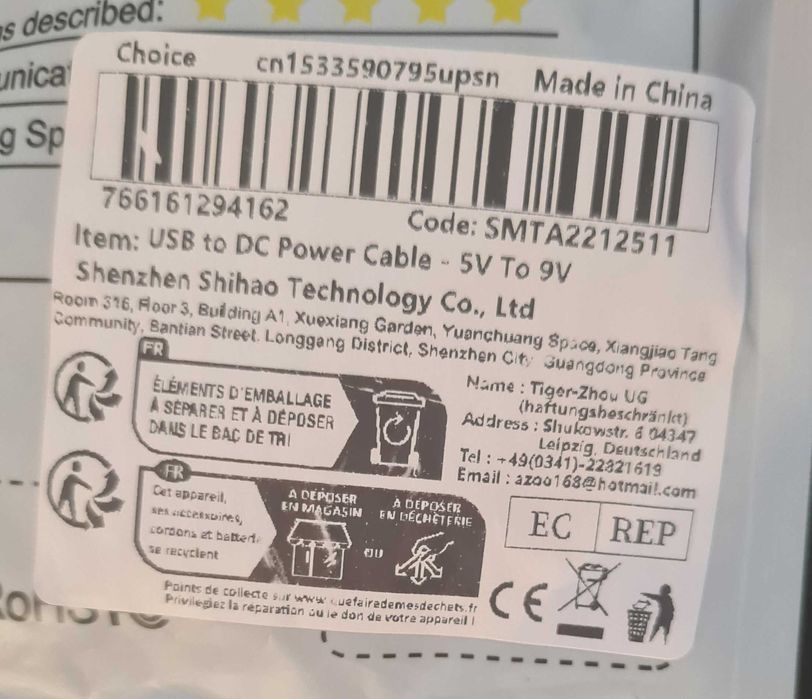 s described:
unica
g Sp
Choice cn1533590795upsn Made in China
766161294162 Code: SMTA2212511
Item: USB to DC Power Cable - 5V To 9V
Shenzhen Shihao Technology Co., Ltd
Room 316, Floor 3, Building A1, Xuexiang Garden, Yuanchuang Space, Xiangjiao Tang
Community, Bantian Street. Longgang District, Shenzhen City Guangdong Province
FR
ÉLÉMENTS D'EMBALLAGE
À SÉPARER ET À DÉPOSER
DANS LE BAC DE TRI
Name : Tiger-Zhou UG
(haftungsbeschränkt)
Address : Shukowstr. 6 04347
Leipzig, Deutschland
Tel : +49(0341)-22321619
Email : azoo168@hotmail.com
FR
Cet appareil,
ses accessoires,
cordons et batteri
se recyclent
À DÉPOSER
EN MAGASIN
OU
À DÉPOSER
EN DÉCHÈTERIE
EC REP
Points de collecte sur www quefairedemesdechets.fr
Privilégiez la réparation ou le don de votre appareil !
CE